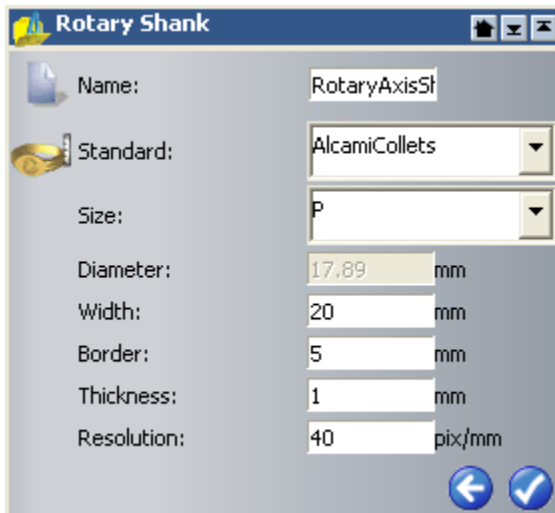 Rotary Shank
Name: RotaryAxisSh
Standard: AlcamiCollets
Size: P
Diameter: 17.89 mm
Width: 20 mm
Border: 5 mm
Thickness: 1 mm
Resolution: 40 pix/mm